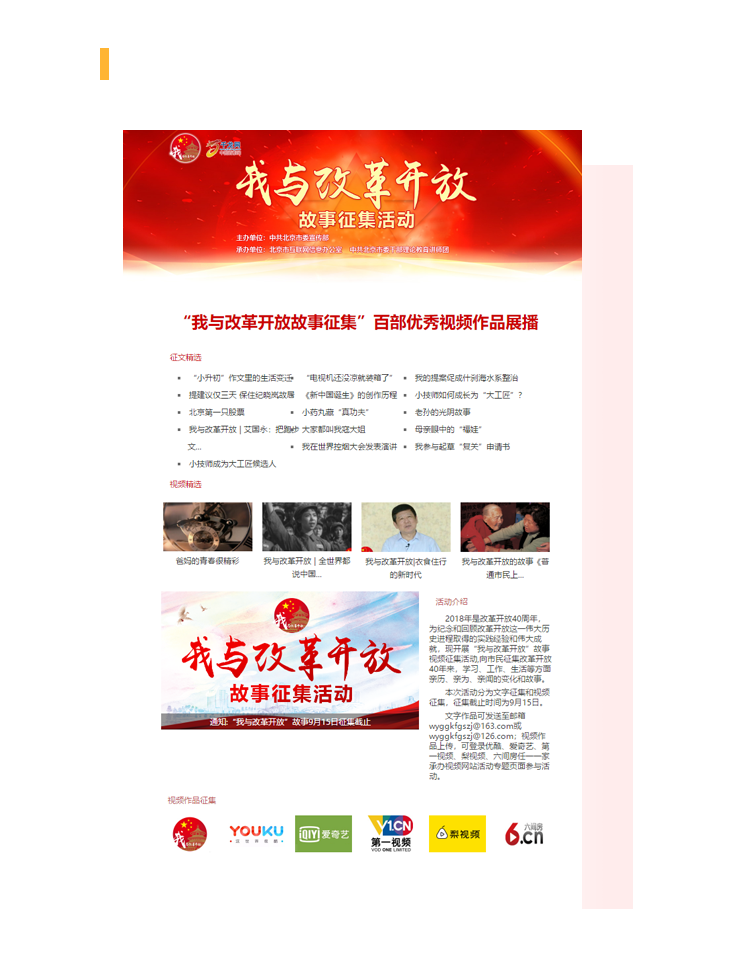 我与改革开放
故事征集活动
主办单位：中共北京市委宣传部
承办单位：北京市互联网信息办公室 中共北京市委干部理论教育讲师团
“我与改革开放故事征集”百部优秀视频作品展播
征文精选
“小升初”作文里的生活变迁
“电视机还没凉就装箱了”
我的提案促成什刹海水系整治
提建议仅三天 保住纪晓岚故居
《新中国诞生》的创作历程
小技师如何成长为“大工匠”？
北京第一只股票
小药丸蕴“真功夫”
老孙的光阴故事
我与改革开放 | 艾国永：把跑步
大家都叫我冠大姐
母亲眼中的“福娃”
文...
我在世界控烟大会发表演讲
我参与起草“复关”申请书
小技师成为大工匠候选人
视频精选
爸妈的青春很精彩
我与改革开放 | 全世界都
说中国...
我与改革开放|衣食住行
的新时代
我与改革开放的故事《普
通市民上...
我与改革开放
故事征集活动
通知:“我与改革开放”故事9月15日征集截止
活动介绍
2018年是改革开放40周年，
为纪念和回顾改革开放这一伟大历
史进程取得的实践经验和伟大成
就，现开展“我与改革开放”故事
视频征集活动,向市民征集改革开放
40年来，学习、工作、生活等方面
亲历、亲为、亲闻的变化和故事。
本次活动分为文字征集和视频
征集，征集截止时间为9月15日。
文字作品可发送至邮箱
wyggkfgszj@163.com或
wyggkfgszj@126.com；视频作
品上传，可登录优酷、爱奇艺、第
一视频、梨视频、六间房任一一家
承办视频网站活动专题页面参与活
动。
视频作品征集
YOUKU
这世界很酷
iQIYI 爱奇艺
V1.CN
第一视频
VOD ONE LIMITED
梨视频
六间房
6.cn